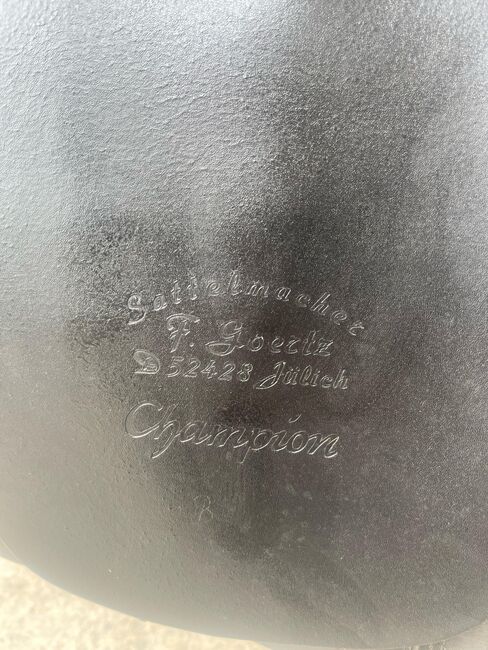 Sattelmacher
F. Goertz
D 52428 Jülich
Champion